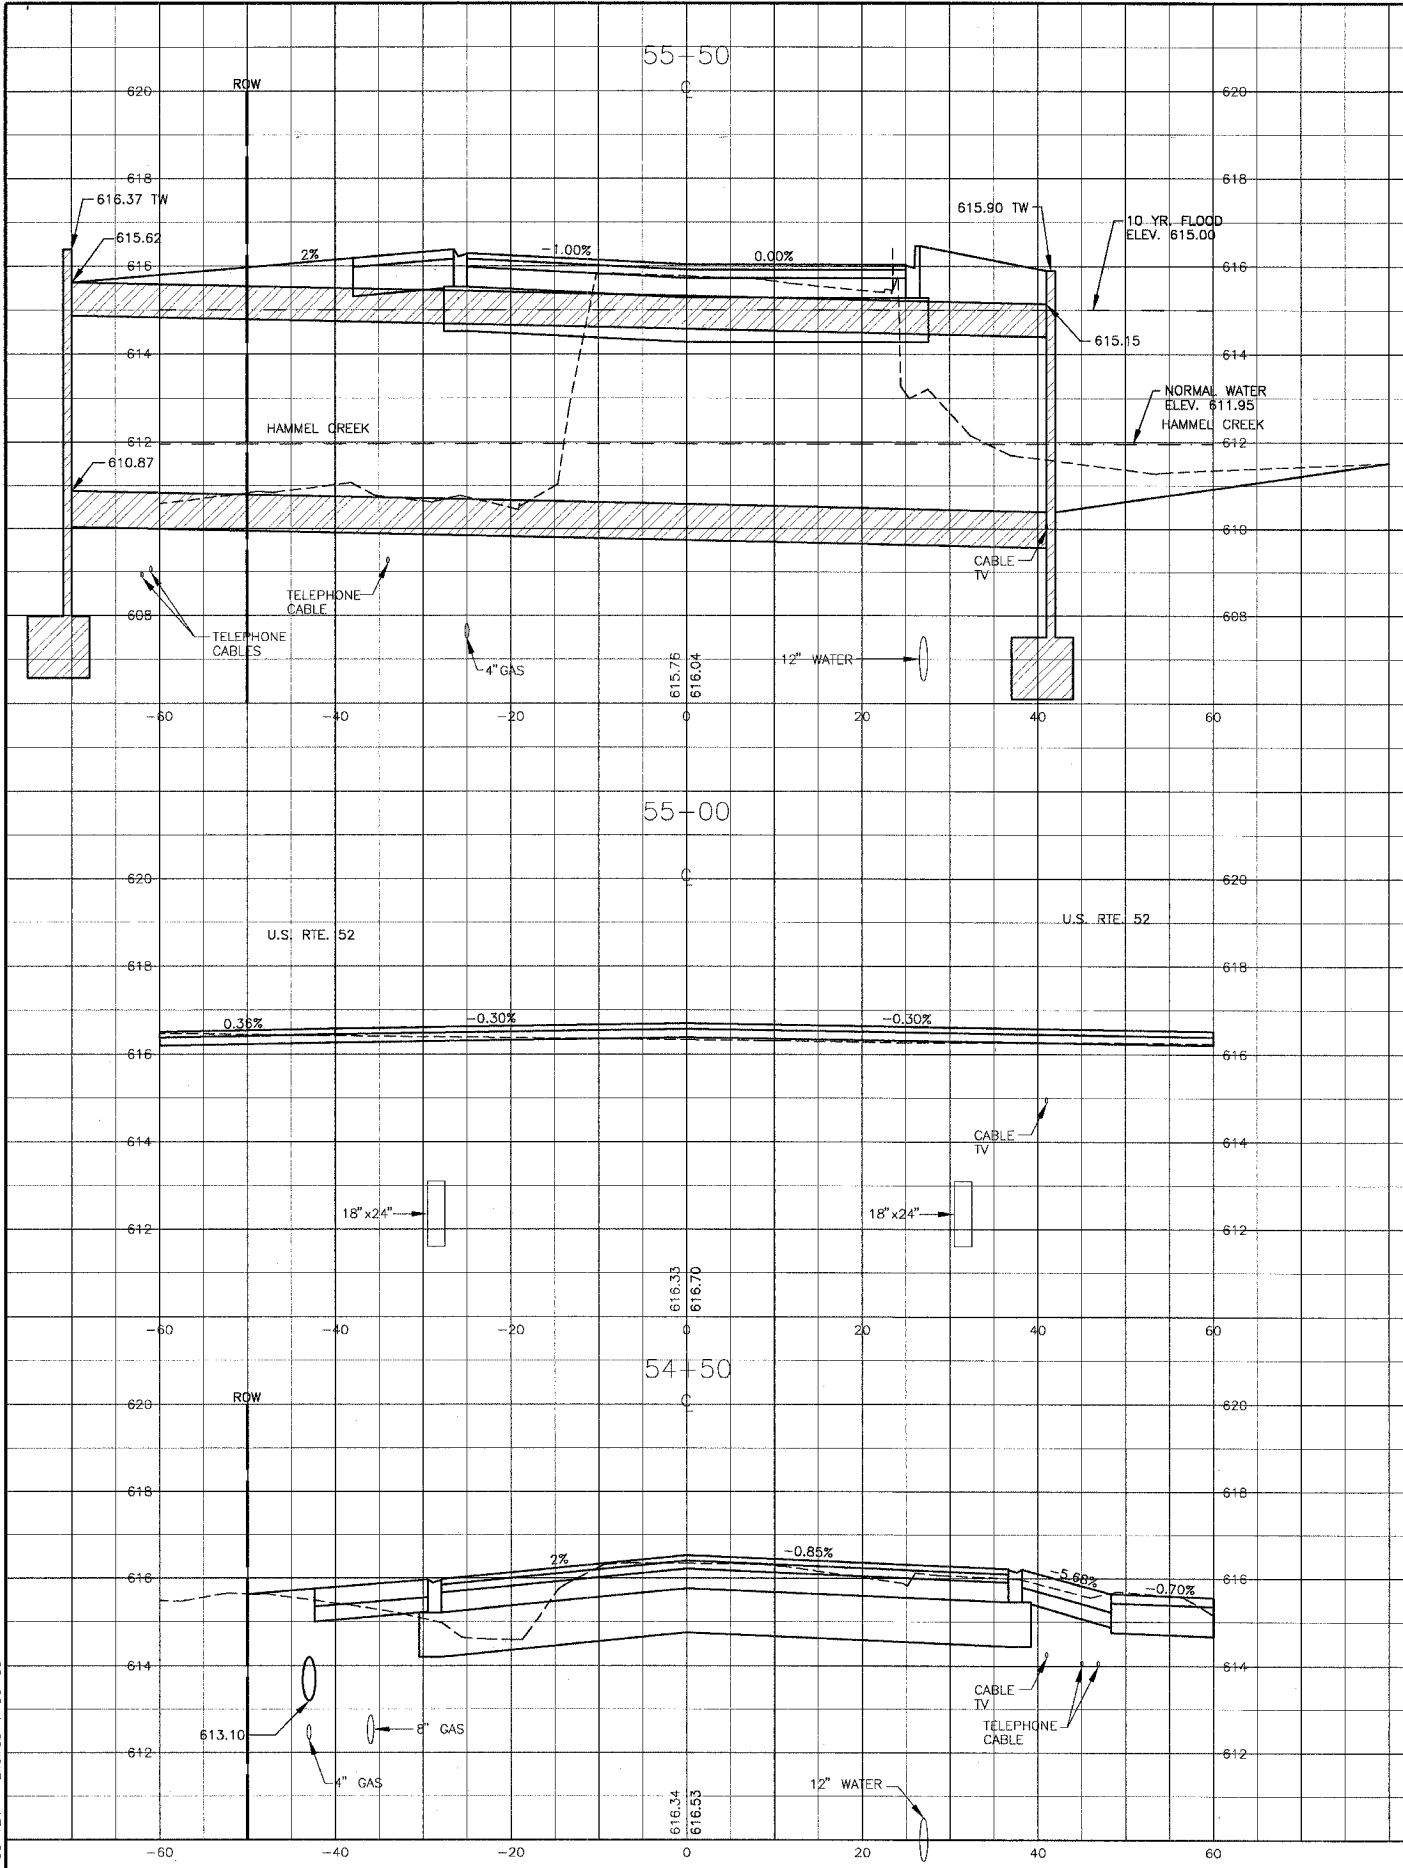 55+50
℄
ROW
620
620
618
618
616.37 TW
615.90 TW
10 YR. FLOOD
ELEV. 615.00
615.62
2%
-1.00%
0.00%
616
616
615.15
614
614
NORMAL WATER
ELEV. 611.95
HAMMEL CREEK
HAMMEL CREEK
612
612
610.87
610
CABLE
TV
TELEPHONE
CABLE
608
608
TELEPHONE
CABLES
4" GAS
12" WATER
615.76
616.04
-60
-40
-20
0
20
40
60
55+00
℄
620
620
U.S. RTE. 52
U.S. RTE. 52
618
618
0.36%
-0.30%
-0.30%
616
616
CABLE
TV
614
614
18"x24"
18"x24"
612
612
616.33
616.70
-60
-40
-20
0
20
40
60
54+50
℄
ROW
620
620
618
618
2%
-0.85%
-5.68%
-0.70%
616
616
614
614
CABLE
TV
TELEPHONE
CABLE
613.10
8" GAS
612
612
4" GAS
12" WATER
616.34
616.53
-60
-40
-20
0
20
40
60